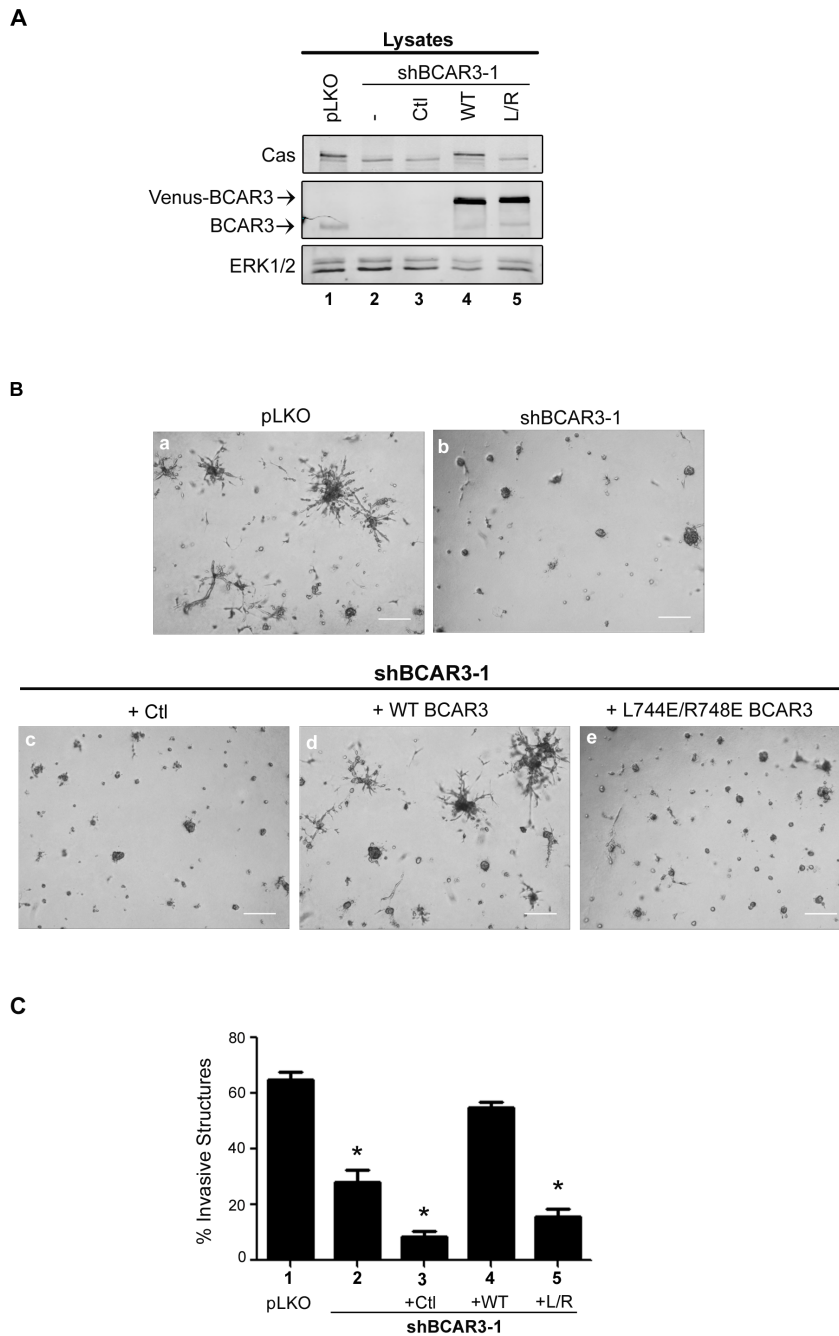 A
Lysates
shBCAR3-1
pLKO
-
Ctl
WT
L/R
Cas
Venus-BCAR3→
BCAR3→
ERK1/2
1 2 3 4 5
B
pLKO
shBCAR3-1
a
b
shBCAR3-1
+ Ctl
+ WT BCAR3
+ L744E/R748E BCAR3
c
d
e
C
% Invasive Structures
80
60
40
20
0
*
*
*
1 2 3 4 5
pLKO
+Ctl +WT +L/R
shBCAR3-1